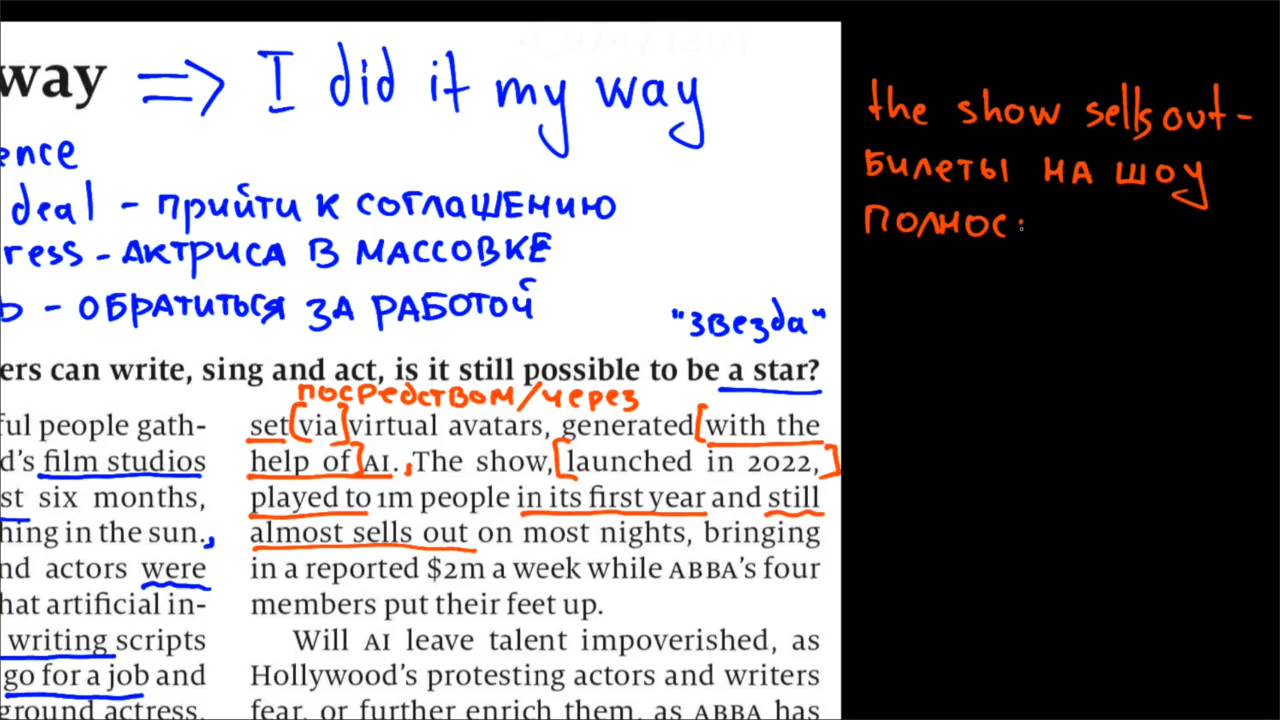 way => I did it my way
ence
deal - прийти к соглашению
ress - актриса в массовке
- обратиться за работой
"звезда"
ers can write, sing and act, is it still possible to be a star?
посредством/через
ful people gath-
d's film studios
st six months,
hing in the sun.
nd actors were
hat artificial in-
writing scripts
go for a job and
ground actress.
set (via) virtual avatars, generated [with the
help of] AI. The show, [launched in 2022,]
played to 1m people in its first year and still
almost sells out on most nights, bringing
in a reported $2m a week while ABBA's four
members put their feet up.
Will AI leave talent impoverished, as
Hollywood's protesting actors and writers
fear, or further enrich them, as ABBA has
the show sells out -
билеты на шоу
полнос